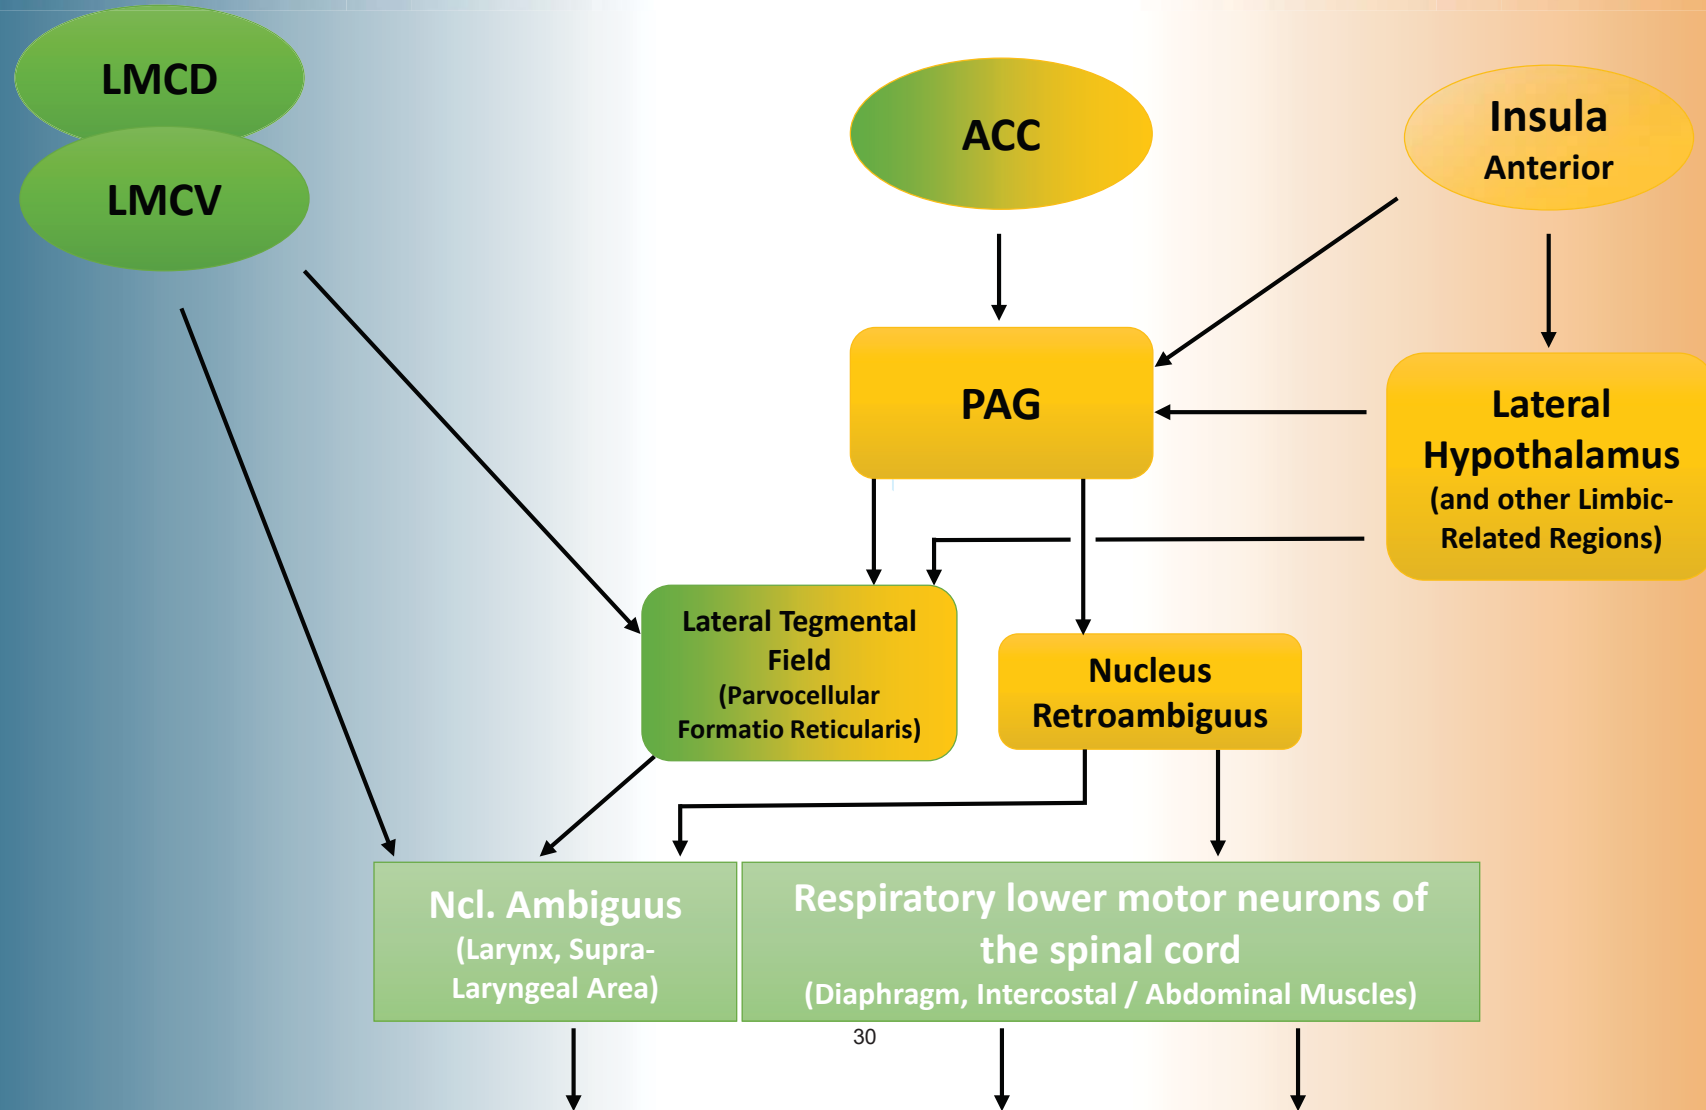 LMCD
LMCV
ACC
Insula
Anterior
PAG
Lateral
Hypothalamus
(and other Limbic-
Related Regions)
Lateral Tegmental
Field
(Parvocellular
Formatio Reticularis)
Nucleus
Retroambiguus
Ncl. Ambiguus
(Larynx, Supra-
Laryngeal Area)
Respiratory lower motor neurons of
the spinal cord
(Diaphragm, Intercostal / Abdominal Muscles)
30